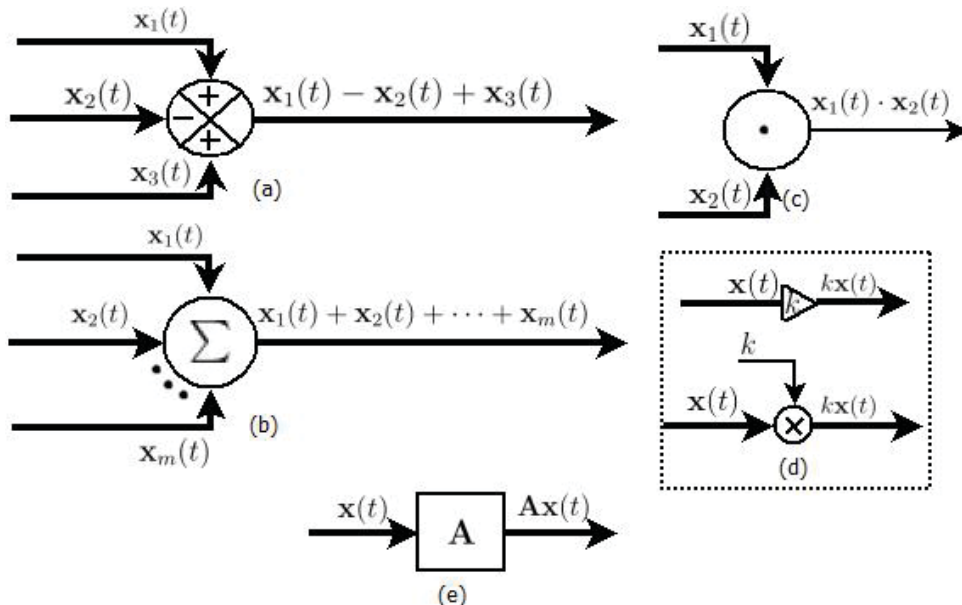 𝐱₁(t)
𝐱₂(t)
+
−
+
𝐱₁(t) − 𝐱₂(t) + 𝐱₃(t)
𝐱₃(t)
(a)
𝐱₁(t)
𝐱₂(t)
∑
𝐱₁(t) + 𝐱₂(t) + ⋯ + 𝐱ₘ(t)
𝐱ₘ(t)
(b)
𝐱₁(t)
·
𝐱₁(t) · 𝐱₂(t)
𝐱₂(t)
(c)
𝐱(t)
k
k𝐱(t)
k
𝐱(t)
×
k𝐱(t)
(d)
𝐱(t)
𝐀
𝐀𝐱(t)
(e)